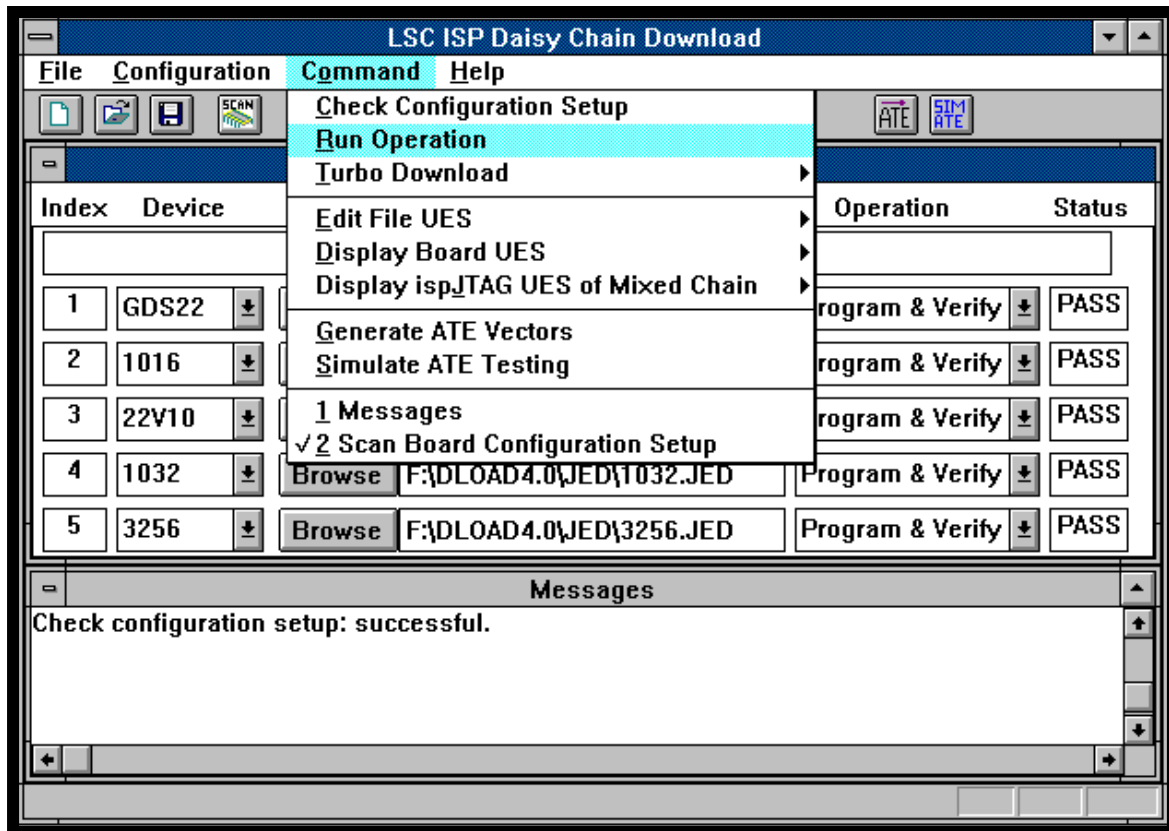 LSC ISP Daisy Chain Download
File Configuration Command Help
SCAN ATE SIM ATE
Check Configuration Setup
Run Operation
Turbo Download
Edit File UES
Display Board UES
Display ispJTAG UES of Mixed Chain
Generate ATE Vectors
Simulate ATE Testing
1 Messages
√ 2 Scan Board Configuration Setup
Index Device Operation Status
1 GDS22 rogram & Verify PASS
2 1016 rogram & Verify PASS
3 22V10 rogram & Verify PASS
4 1032 Browse F:\DLOAD4.0\JED\1032.JED Program & Verify PASS
5 3256 Browse F:\DLOAD4.0\JED\3256.JED Program & Verify PASS
Messages
Check configuration setup: successful.